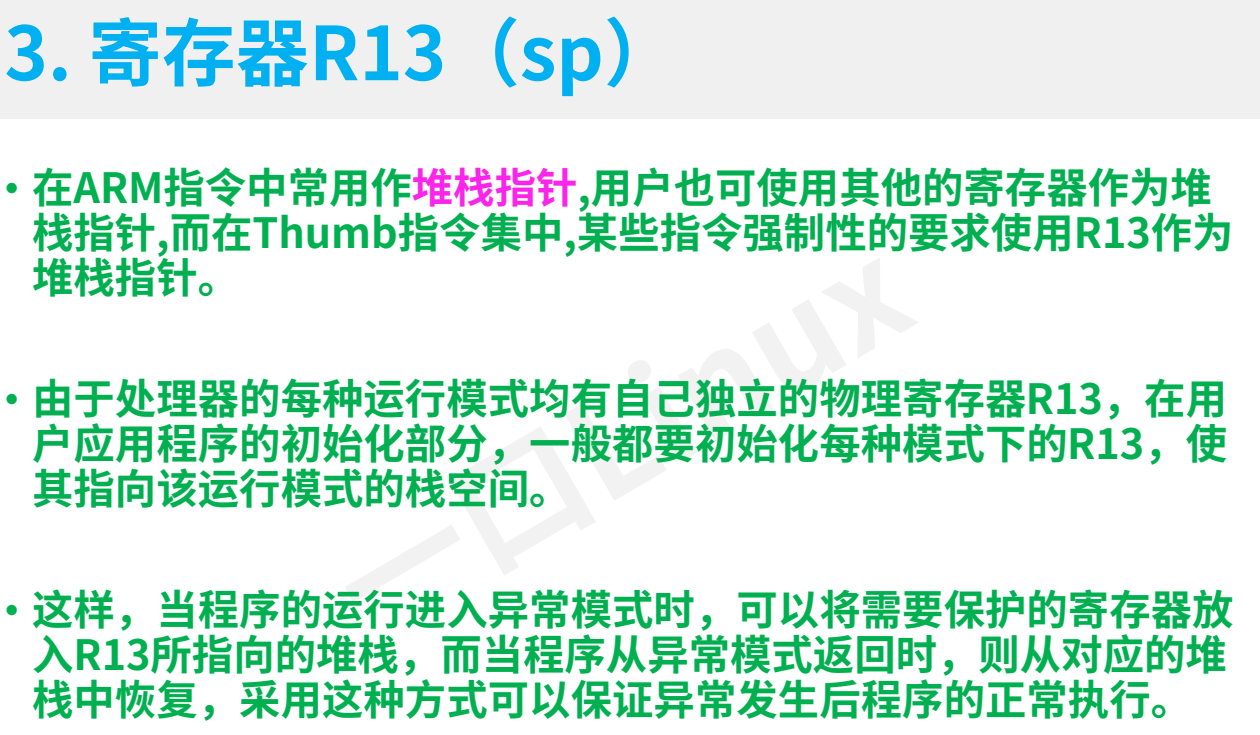 3. 寄存器R13（sp）
• 在ARM指令中常用作堆栈指针,用户也可使用其他的寄存器作为堆
栈指针,而在Thumb指令集中,某些指令强制性的要求使用R13作为
堆栈指针。
• 由于处理器的每种运行模式均有自己独立的物理寄存器R13，在用
户应用程序的初始化部分，一般都要初始化每种模式下的R13，使
其指向该运行模式的栈空间。
• 这样，当程序的运行进入异常模式时，可以将需要保护的寄存器放
入R13所指向的堆栈，而当程序从异常模式返回时，则从对应的堆
栈中恢复，采用这种方式可以保证异常发生后程序的正常执行。
一口Linux